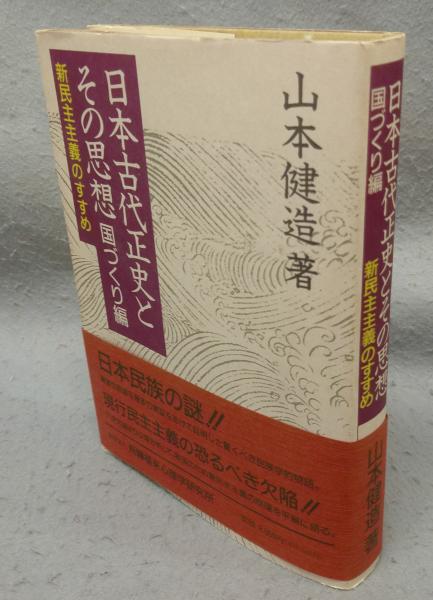 日本古代正史と
その思想 国づくり編
新民主主義のすすめ
山本健造著
日本民族の謎!!
現行民主主義の恐るべき欠陥!!
日本古代正史とその思想
国づくり編
新民主主義のすすめ
山本健造著